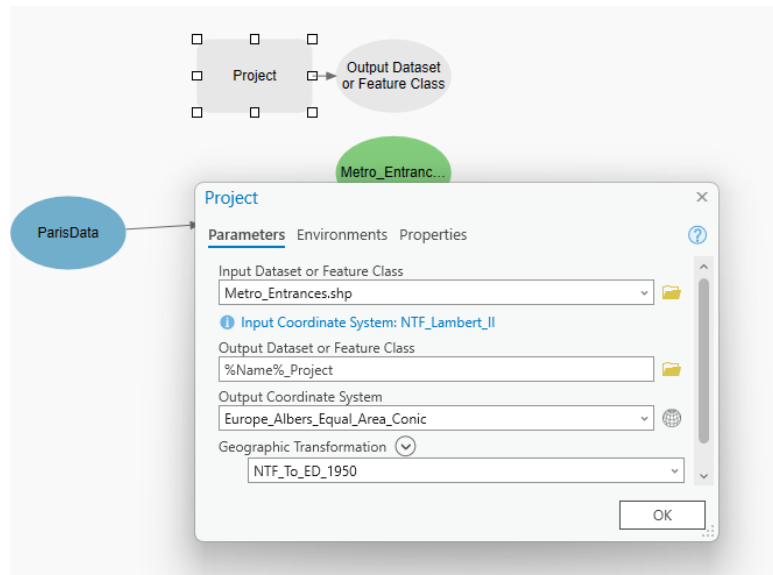 Project
Output Dataset
or Feature Class
Metro_Entranc...
ParisData
Project
Parameters Environments Properties
Input Dataset or Feature Class
Metro_Entrances.shp
Input Coordinate System: NTF_Lambert_II
Output Dataset or Feature Class
%Name%_Project
Output Coordinate System
Europe_Albers_Equal_Area_Conic
Geographic Transformation
NTF_To_ED_1950
OK